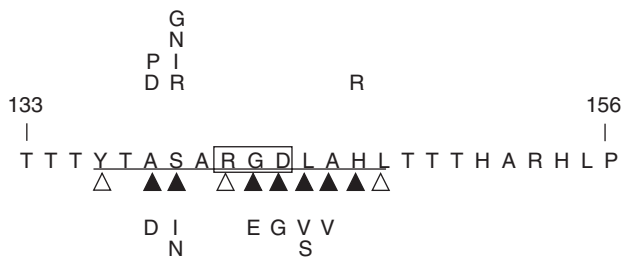 G
N
P I
D R R
133 156
T T T Y T A S A R G D L A H L T T T H A R H L P
D I E G V V
N S